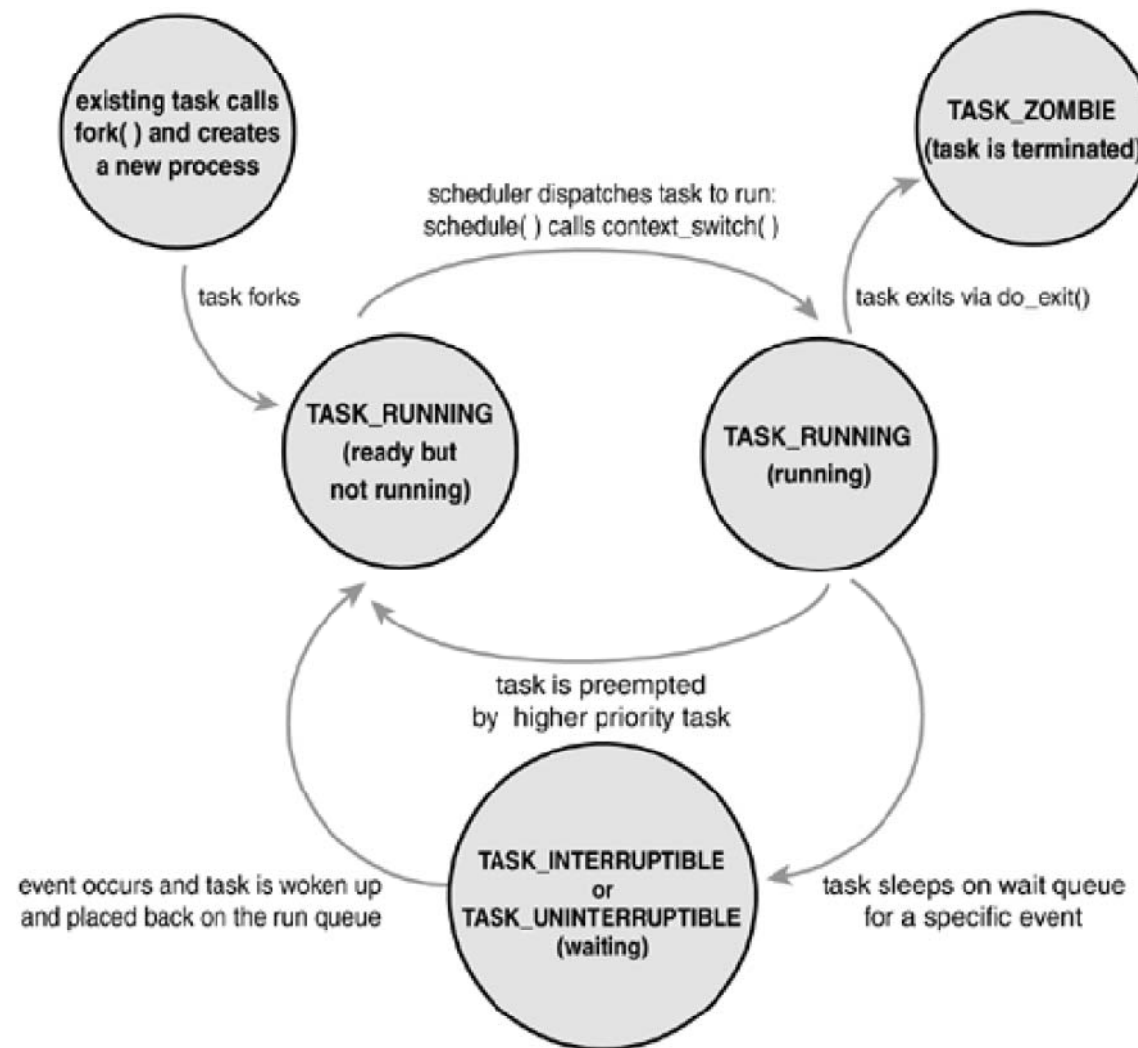 existing task calls
fork( ) and creates
a new process
TASK_ZOMBIE
(task is terminated)
scheduler dispatches task to run:
schedule( ) calls context_switch( )
task forks
task exits via do_exit()
TASK_RUNNING
(ready but
not running)
TASK_RUNNING
(running)
task is preempted
by higher priority task
TASK_INTERRUPTIBLE
or
TASK_UNINTERRUPTIBLE
(waiting)
event occurs and task is woken up
and placed back on the run queue
task sleeps on wait queue
for a specific event